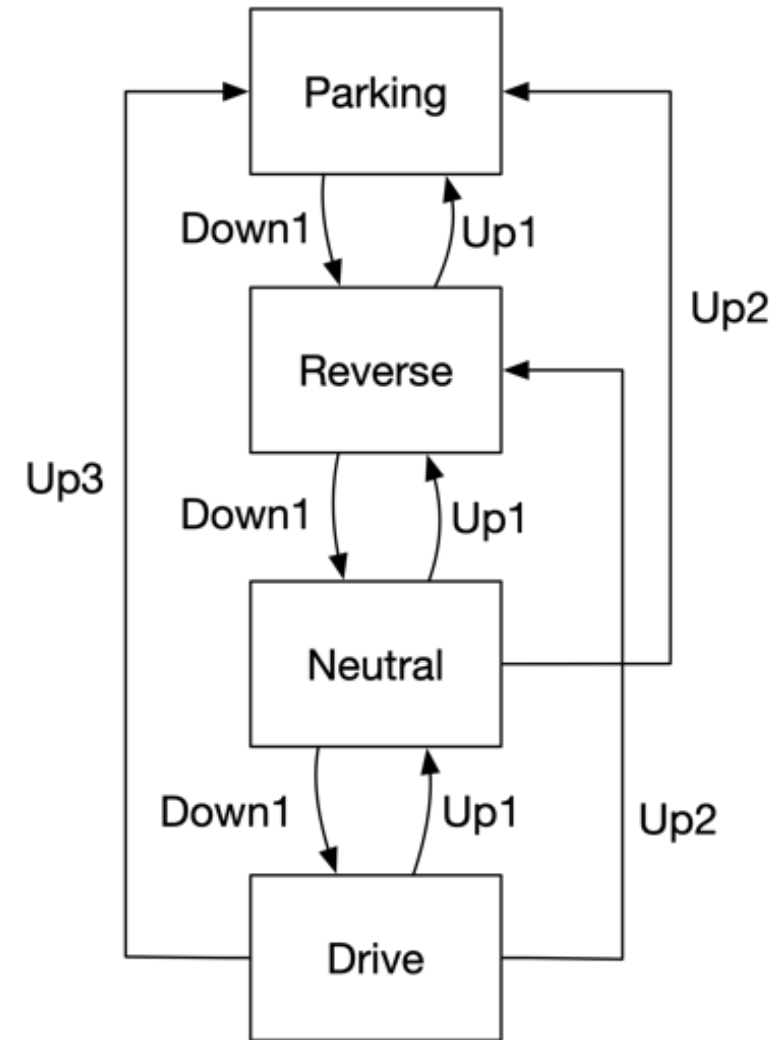 Parking
Down1
Up1
Up2
Reverse
Up3
Down1
Up1
Neutral
Down1
Up1
Up2
Drive